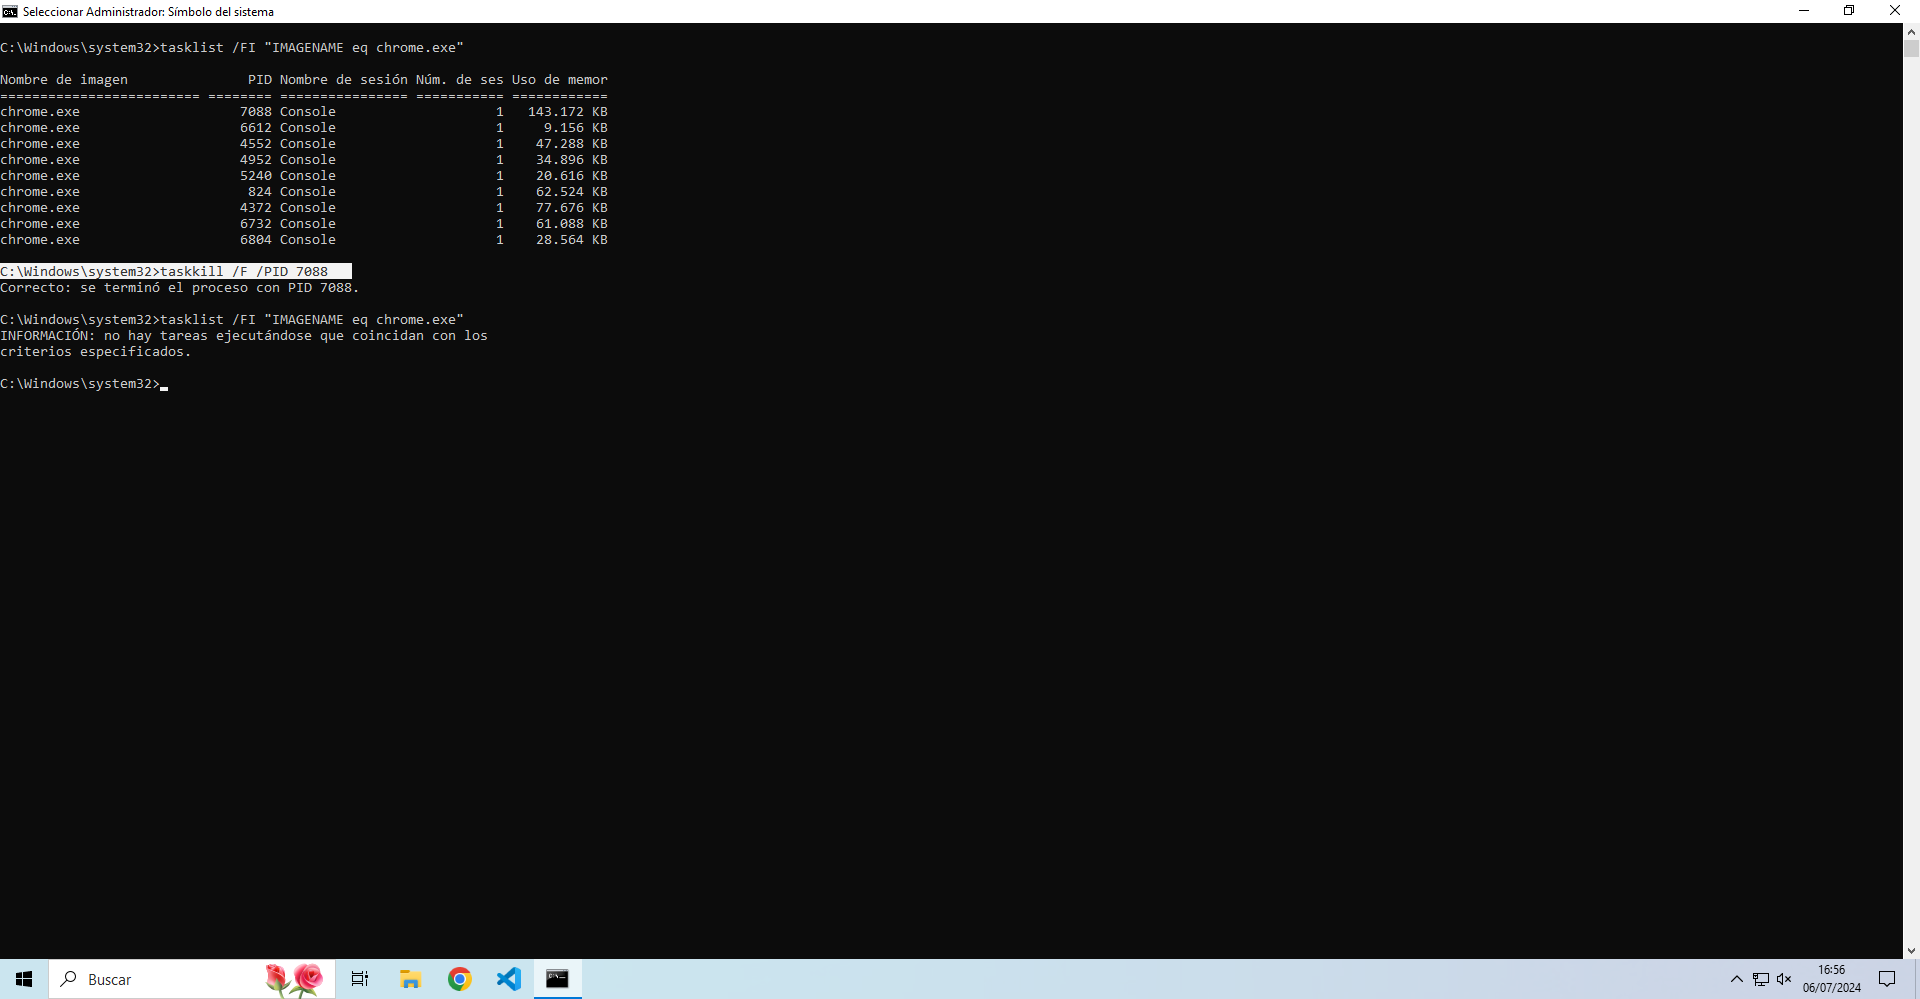 Seleccionar Administrador: Símbolo del sistema
C:\Windows\system32>tasklist /FI "IMAGENAME eq chrome.exe"
Nombre de imagen               PID Nombre de sesión Núm. de ses Uso de memor
========================= ======== ================ =========== ============
chrome.exe                    7088 Console                    1   143.172 KB
chrome.exe                    6612 Console                    1     9.156 KB
chrome.exe                    4552 Console                    1    47.288 KB
chrome.exe                    4952 Console                    1    34.896 KB
chrome.exe                    5240 Console                    1    20.616 KB
chrome.exe                     824 Console                    1    62.524 KB
chrome.exe                    4372 Console                    1    77.676 KB
chrome.exe                    6732 Console                    1    61.088 KB
chrome.exe                    6804 Console                    1    28.564 KB
C:\Windows\system32>taskkill /F /PID 7088
Correcto: se terminó el proceso con PID 7088.
C:\Windows\system32>tasklist /FI "IMAGENAME eq chrome.exe"
INFORMACIÓN: no hay tareas ejecutándose que coincidan con los
criterios especificados.
C:\Windows\system32>
Buscar
16:56
06/07/2024